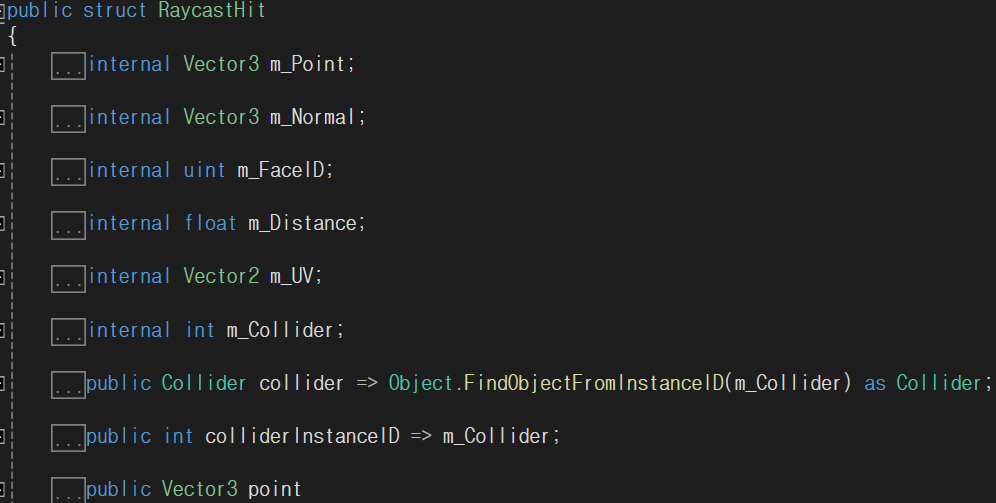 public struct RaycastHit
{
...internal Vector3 m_Point;
...internal Vector3 m_Normal;
...internal uint m_FaceID;
...internal float m_Distance;
...internal Vector2 m_UV;
...internal int m_Collider;
...public Collider collider => Object.FindObjectFromInstanceID(m_Collider) as Collider;
...public int colliderInstanceID => m_Collider;
...public Vector3 point